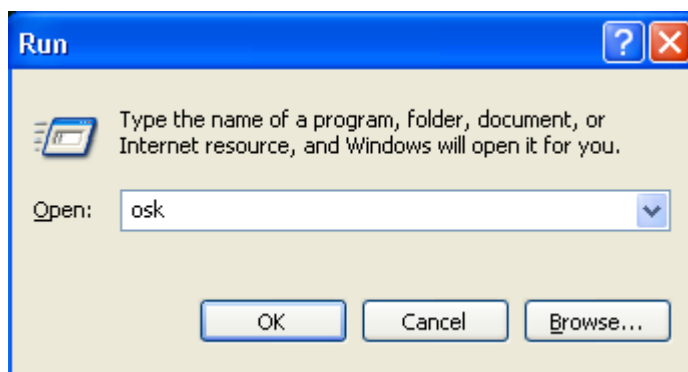 Run
Type the name of a program, folder, document, or
Internet resource, and Windows will open it for you.
Open: osk
OK Cancel Browse...